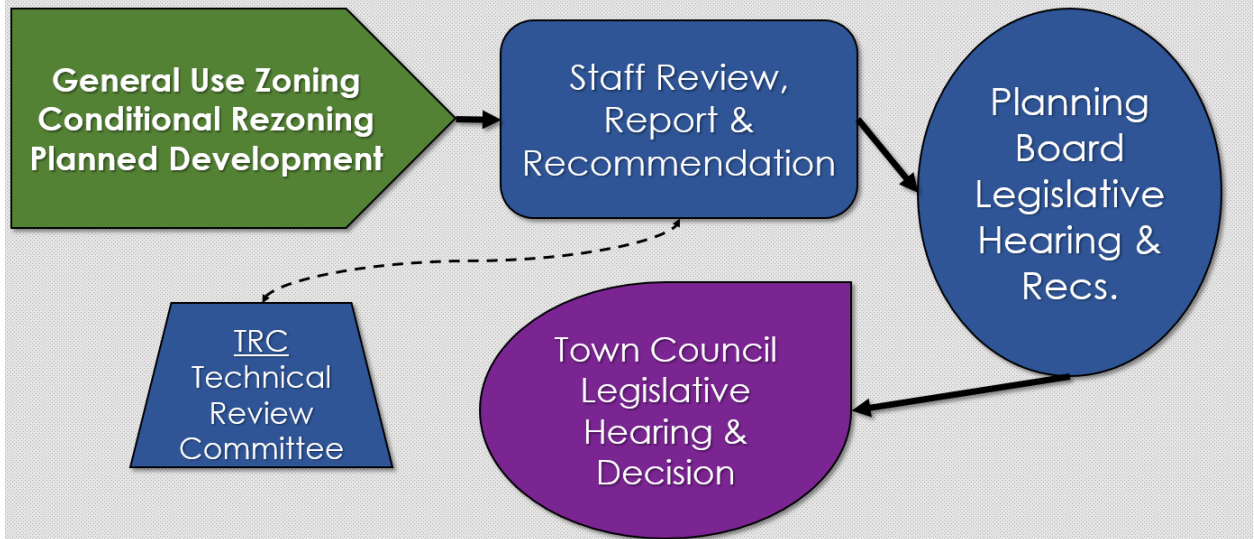 General Use Zoning
Conditional Rezoning
Planned Development
Staff Review,
Report &
Recommendation
Planning
Board
Legislative
Hearing &
Recs.
TRC
Technical
Review
Committee
Town Council
Legislative
Hearing &
Decision